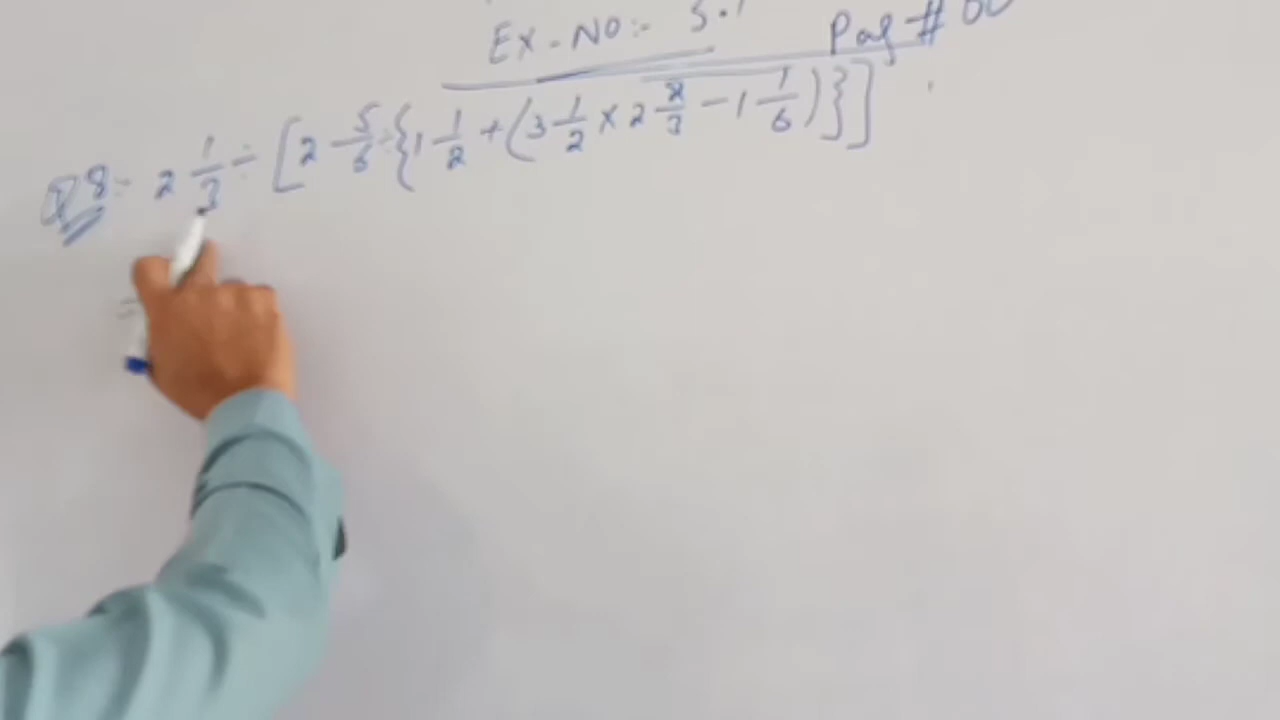 Ex - NO:- 3.1
Pag #
Q8:- 2 1/3 ÷ [2 5/6 ÷ {1 1/2 + (3 1/2 × 2 2/3 - 1 1/6)}]
=